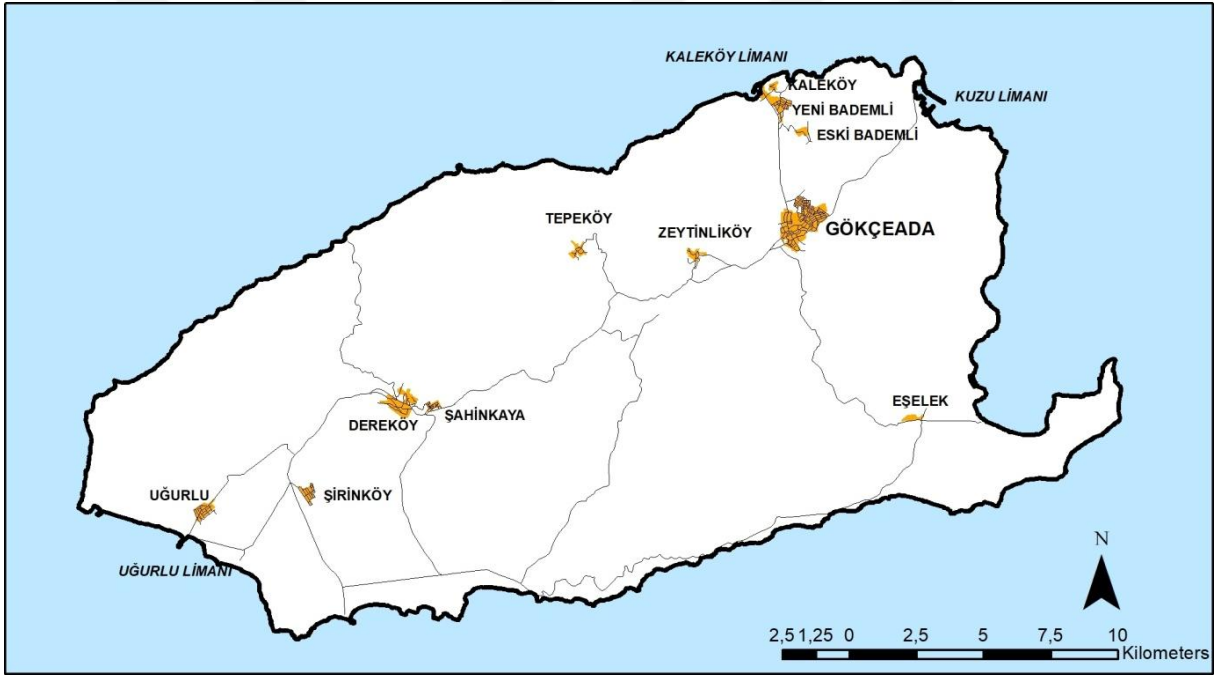 KALEKÖY LİMANI
KALEKÖY
KUZU LİMANI
YENİ BADEMLİ
ESKİ BADEMLİ
TEPEKÖY
ZEYTİNLİKÖY
GÖKÇEADA
EŞELEK
ŞAHİNKAYA
DEREKÖY
UĞURLU
ŞİRİNKÖY
UĞURLU LİMANI
N
2,5 1,25 0 2,5 5 7,5 10
Kilometers